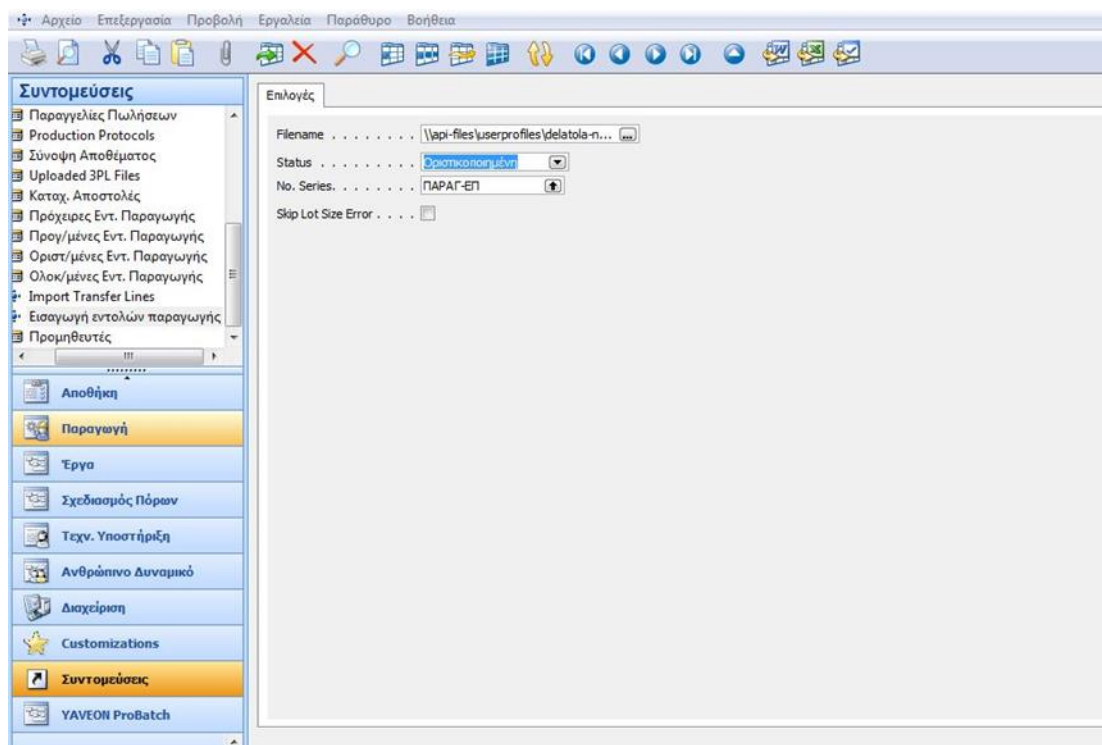 Αρχείο Επεξεργασία Προβολή Εργαλεία Παράθυρο Βοήθεια
Συντομεύσεις
Παραγγελίες Πωλήσεων
Production Protocols
Σύνοψη Αποθέματος
Uploaded 3PL Files
Καταχ. Αποστολές
Πρόχειρες Εντ. Παραγωγής
Προγ/μένες Εντ. Παραγωγής
Οριστ/μένες Εντ. Παραγωγής
Ολοκ/μένες Εντ. Παραγωγής
Import Transfer Lines
Εισαγωγή εντολών παραγωγής
Προμηθευτές
Αποθήκη
Παραγωγή
Έργα
Σχεδιασμός Πόρων
Τεχν. Υποστήριξη
Ανθρώπινο Δυναμικό
Διαχείριση
Customizations
Συντομεύσεις
YAVEON ProBatch
Επιλογές
Filename . . . . . . . . \\api-files\userprofiles\delatola-n... ...
Status . . . . . . . . . Οριστικοποιημένη
No. Series. . . . . . . . ΠΑΡΑΓ-ΕΠ
Skip Lot Size Error . . . .